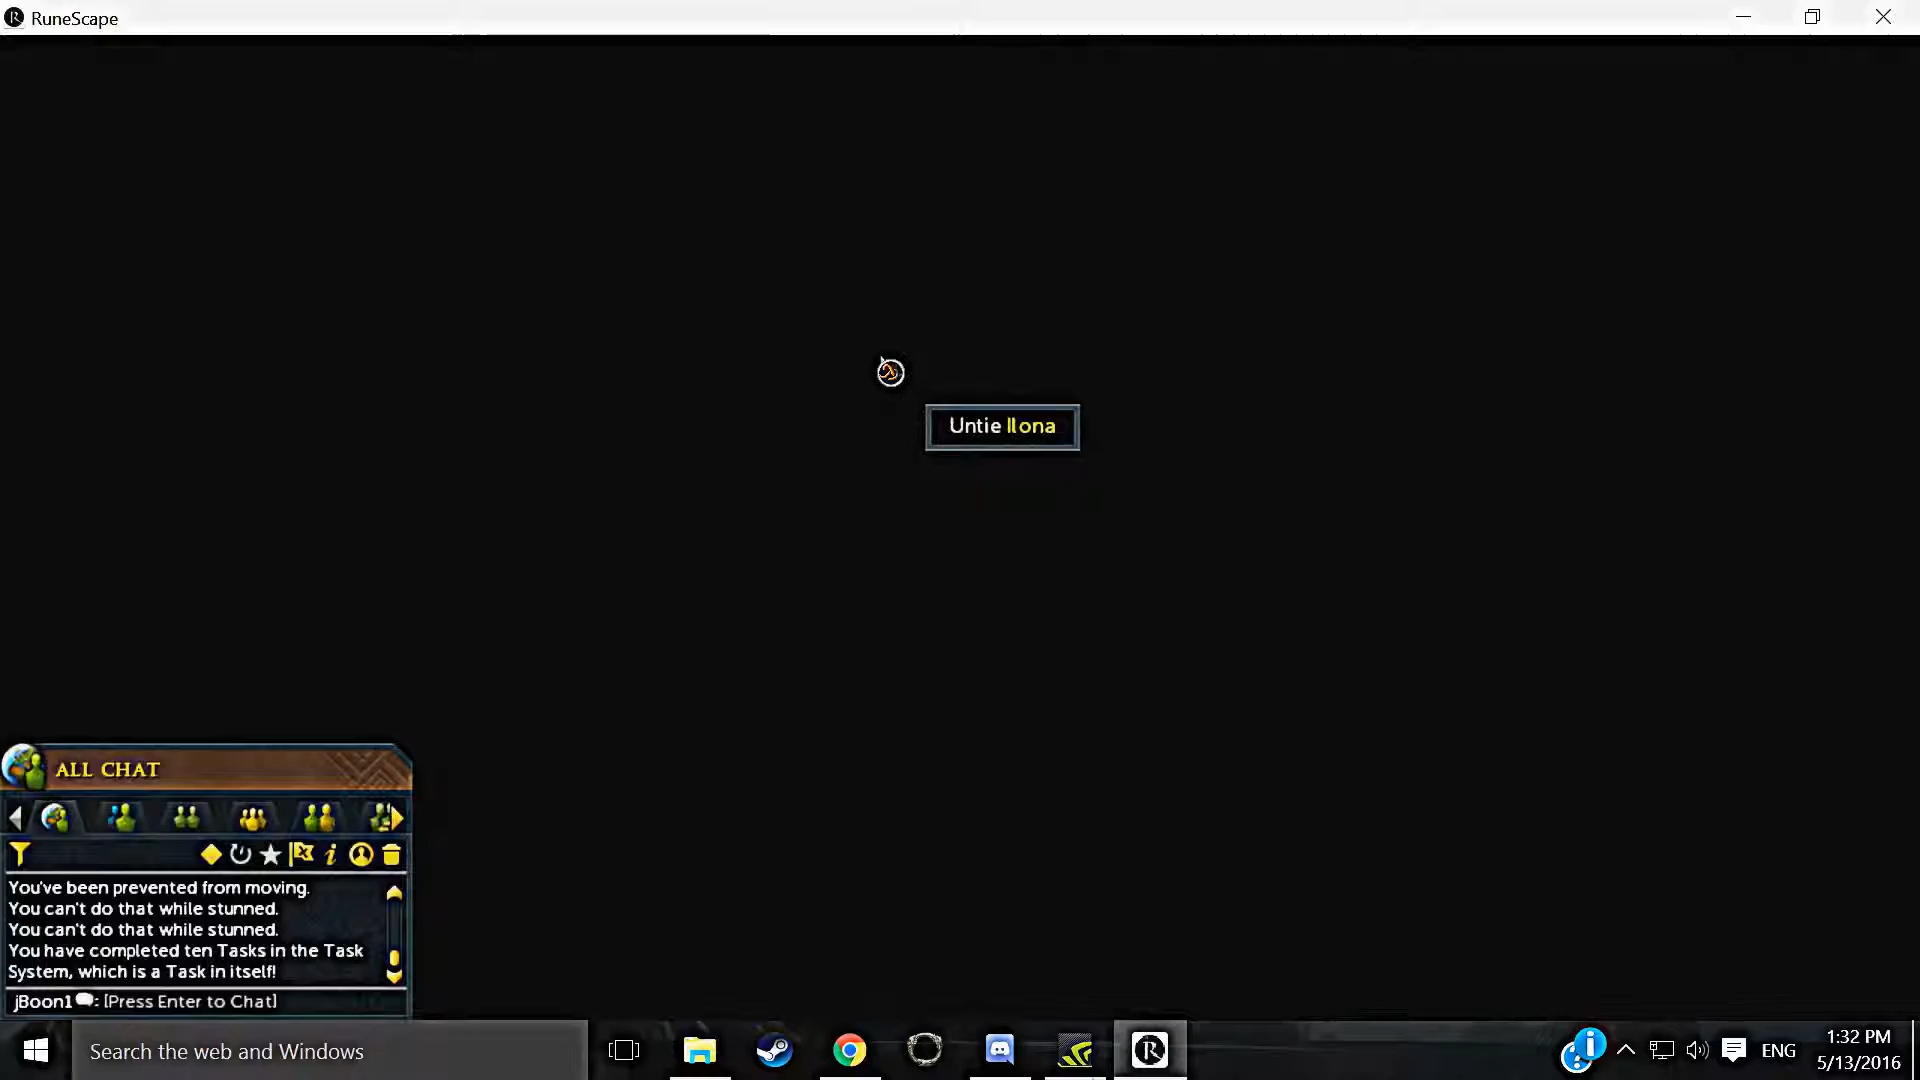 RuneScape
Untie Ilona
ALL CHAT
You've been prevented from moving.
You can't do that while stunned.
You can't do that while stunned.
You have completed ten Tasks in the Task
System, which is a Task in itself!
jBoon1: [Press Enter to Chat]
Search the web and Windows
ENG
1:32 PM
5/13/2016